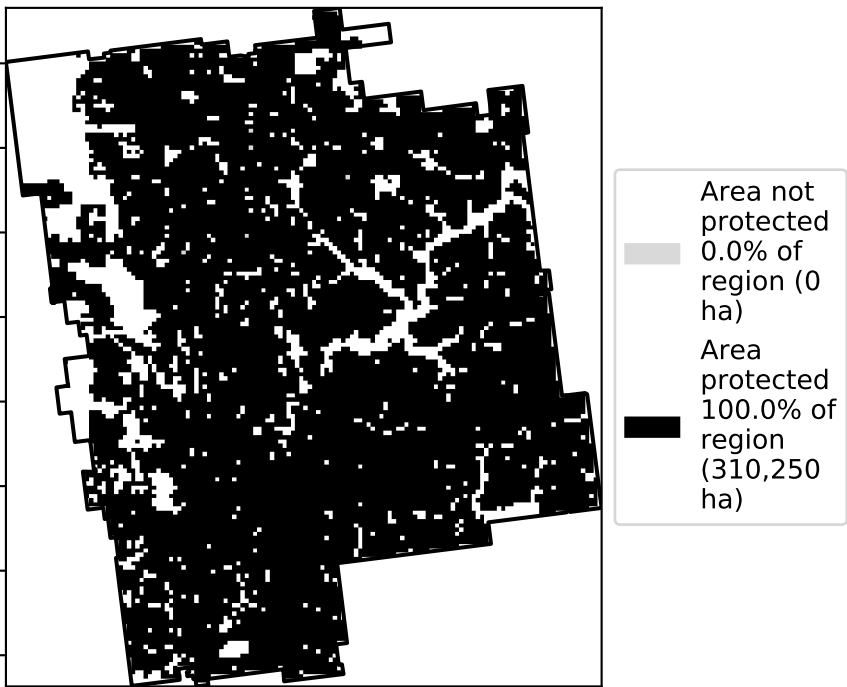 Area not
protected
0.0% of
region (0
ha)
Area
protected
100.0% of
region
(310,250
ha)